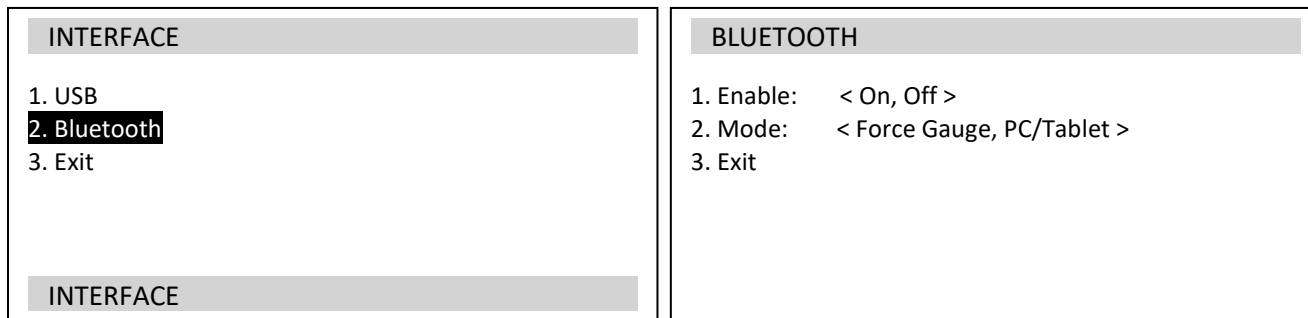 INTERFACE
1. USB
2. Bluetooth
3. Exit
INTERFACE
BLUETOOTH
1. Enable: < On, Off >
2. Mode: < Force Gauge, PC/Tablet >
3. Exit